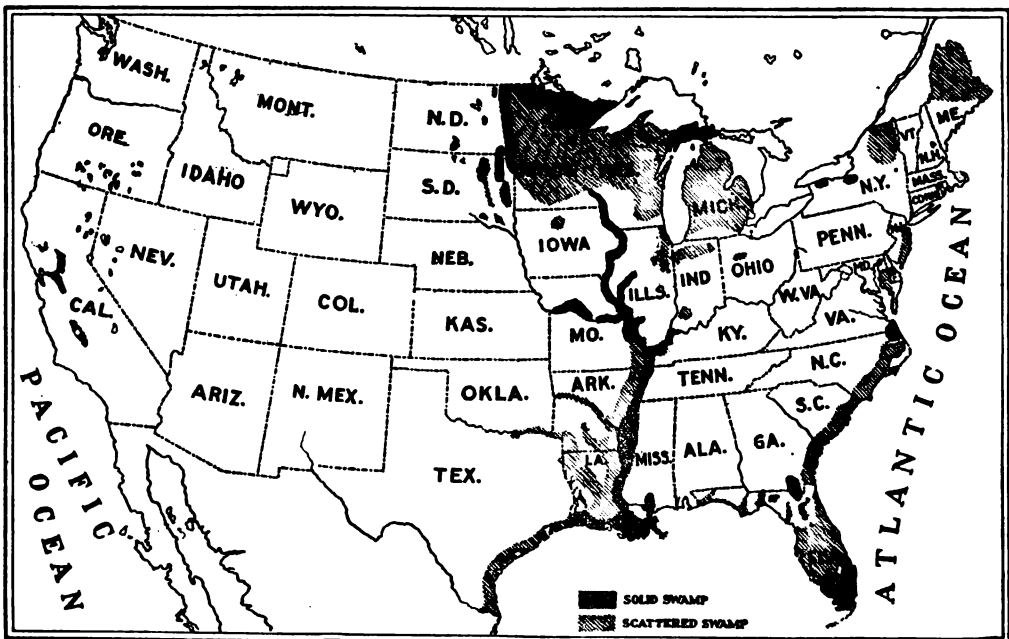 WASH.
MONT.
N.D.
ORE.
IDAHO
S.D.
WYO.
NEV.
UTAH.
COL.
NEB.
IOWA
CAL.
KAS.
MO.
ILLS.
IND
OHIO
MICH.
N.Y.
VT.
N.H.
ME.
MASS.
CONN.
PENN.
MD.
W.VA.
VA.
KY.
N.C.
TENN.
S.C.
ARIZ.
N. MEX.
OKLA.
ARK.
TEX.
LA.
MISS.
ALA.
GA.
PACIFIC
OCEAN
ATLANTIC OCEAN
SOLID SWAMP
SCATTERED SWAMP